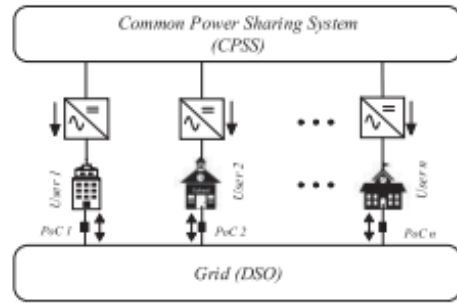 Common Power Sharing System
(CPSS)
User 1
User 2
User n
PoC 1
PoC 2
PoC n
Grid (DSO)